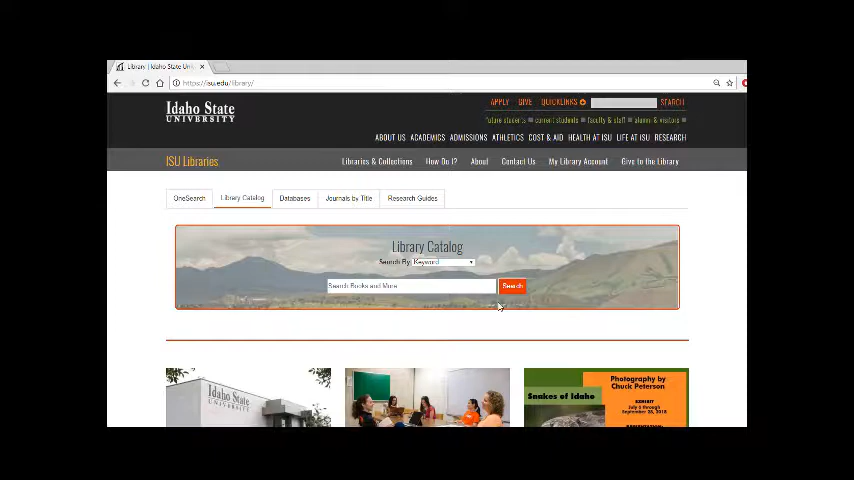 Library | Idaho State Uni
https://isu.edu/library/
Idaho State
UNIVERSITY
APPLY GIVE QUICKLINKS SEARCH
future students current students faculty & staff alumni & visitors
ABOUT US ACADEMICS ADMISSIONS ATHLETICS COST & AID HEALTH AT ISU LIFE AT ISU RESEARCH
ISU Libraries
Libraries & Collections How Do I? About Contact Us My Library Account Give to the Library
OneSearch Library Catalog Databases Journals by Title Research Guides
Library Catalog
Search By Keyword
Search Books and More Search
Idaho State
UNIVERSITY
Snakes of Idaho
Photography by
Chuck Peterson
EXHIBIT
July 6 through
September 28, 2018
PRESENTATION: